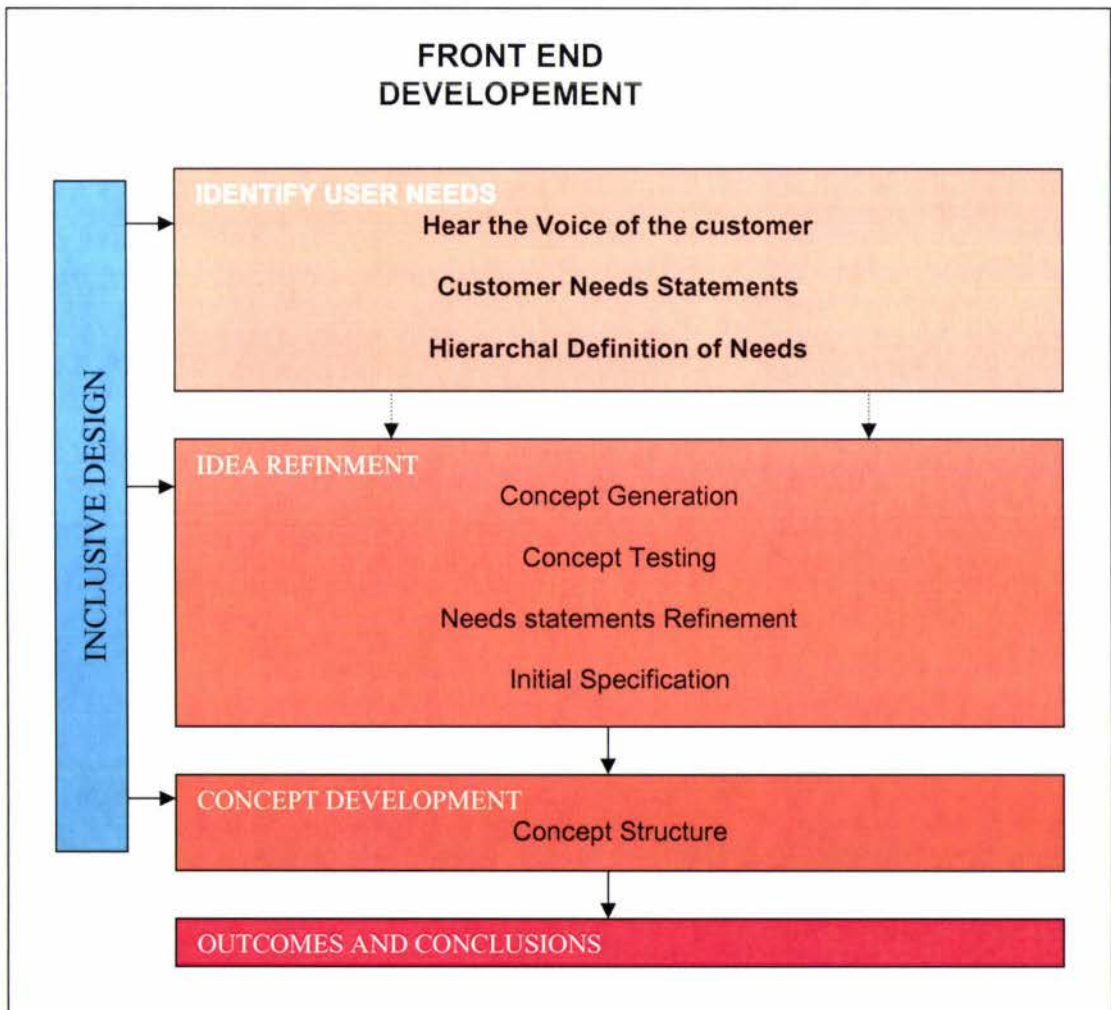 FRONT END
DEVELOPEMENT
IDENTIFY USER NEEDS
Hear the Voice of the customer
Customer Needs Statements
Hierarchal Definition of Needs
INCLUSIVE DESIGN
IDEA REFINMENT
Concept Generation
Concept Testing
Needs statements Refinement
Initial Specification
CONCEPT DEVELOPMENT
Concept Structure
OUTCOMES AND CONCLUSIONS